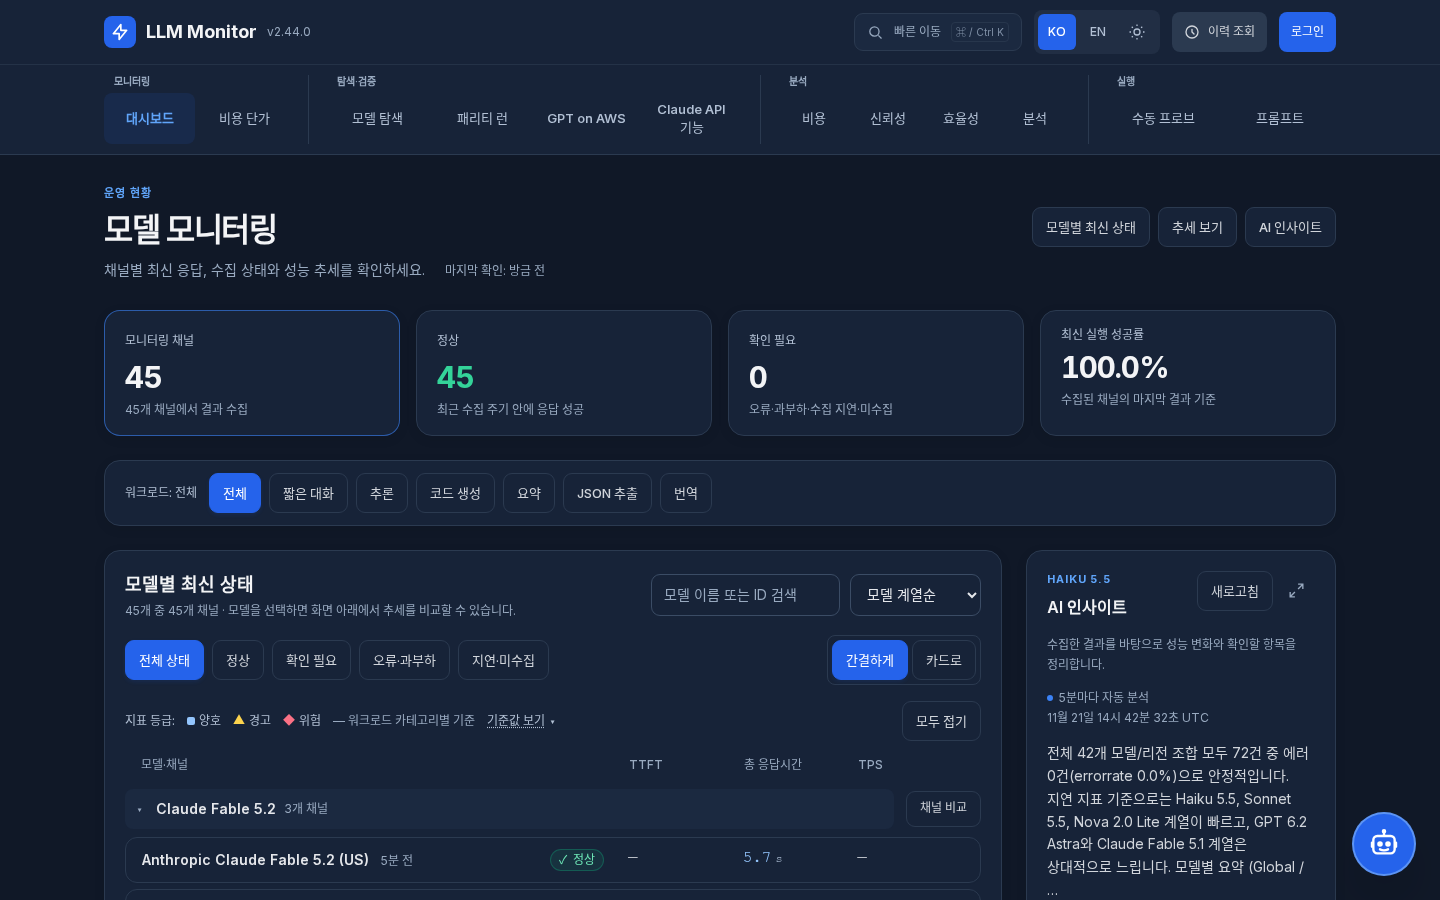 LLM Monitor v2.44.0
빠른 이동 ⌘ / Ctrl K
KO EN
이력 조회
로그인
모니터링
대시보드 비용 단가
탐색·검증
모델 탐색 패리티 런 GPT on AWS Claude API 기능
분석
비용 신뢰성 효율성 분석
실행
수동 프로브 프롬프트
운영 현황
모델 모니터링
채널별 최신 응답, 수집 상태와 성능 추세를 확인하세요. 마지막 확인: 방금 전
모델별 최신 상태 추세 보기 AI 인사이트
모니터링 채널
45
45개 채널에서 결과 수집
정상
45
최근 수집 주기 안에 응답 성공
확인 필요
0
오류·과부하·수집 지연·미수집
최신 실행 성공률
100.0%
수집된 채널의 마지막 결과 기준
워크로드: 전체 전체 짧은 대화 추론 코드 생성 요약 JSON 추출 번역
모델별 최신 상태
45개 중 45개 채널 · 모델을 선택하면 화면 아래에서 추세를 비교할 수 있습니다.
모델 이름 또는 ID 검색 모델 계열순
전체 상태 정상 확인 필요 오류·과부하 지연·미수집
간결하게 카드로
지표 등급: 양호 경고 위험 — 워크로드 카테고리별 기준 기준값 보기 ▾
모두 접기
모델·채널 TTFT 총 응답시간 TPS
▾ Claude Fable 5.2 3개 채널 채널 비교
Anthropic Claude Fable 5.2 (US) 5분 전 ✓ 정상 — 5.7 s —
HAIKU 5.5
AI 인사이트
새로고침
수집한 결과를 바탕으로 성능 변화와 확인할 항목을
정리합니다.
5분마다 자동 분석
11월 21일 14시 42분 32초 UTC
전체 42개 모델/리전 조합 모두 72건 중 에러
0건(errorrate 0.0%)으로 안정적입니다.
지연 지표 기준으로는 Haiku 5.5, Sonnet
5.5, Nova 2.0 Lite 계열이 빠르고, GPT 6.2
Astra와 Claude Fable 5.1 계열은
상대적으로 느립니다. 모델별 요약 (Global /
...